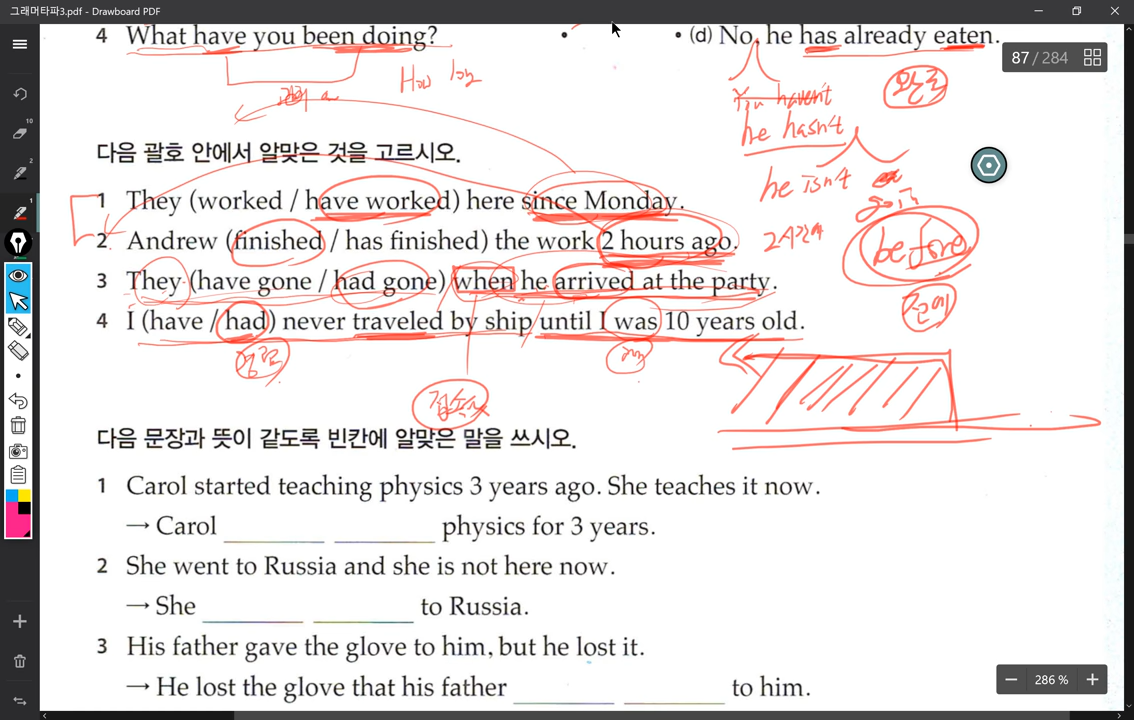 그래머타파3.pdf - Drawboard PDF
4 What have you been doing? • • (d) No, he has already eaten.
87 / 284
How long
haven't
완료
he hasn't
다음 괄호 안에서 알맞은 것을 고르시오.
he isn't
1 They (worked / have worked) here since Monday.
2 Andrew (finished / has finished) the work 2 hours ago.
2시간 before
3 They (have gone / had gone) when he arrived at the party.
전에
4 I (have / had) never traveled by ship until I was 10 years old.
접속사
다음 문장과 뜻이 같도록 빈칸에 알맞은 말을 쓰시오.
1 Carol started teaching physics 3 years ago. She teaches it now.
→ Carol ________ ________ physics for 3 years.
2 She went to Russia and she is not here now.
→ She ________ ________ to Russia.
3 His father gave the glove to him, but he lost it.
→ He lost the glove that his father ________ ________ to him.
286 %
10
2
1